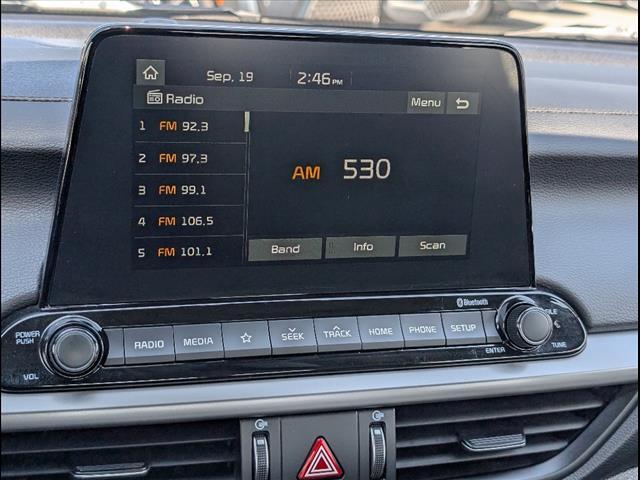 Sep. 19 2:46 PM
Radio Menu
1 FM 92.3
2 FM 97.3
3 FM 99.1
4 FM 106.5
5 FM 101.1
AM 530
Band Info Scan
Bluetooth
POWER
PUSH
VOL
RADIO MEDIA SEEK TRACK HOME PHONE SETUP
ENTER
TUNE